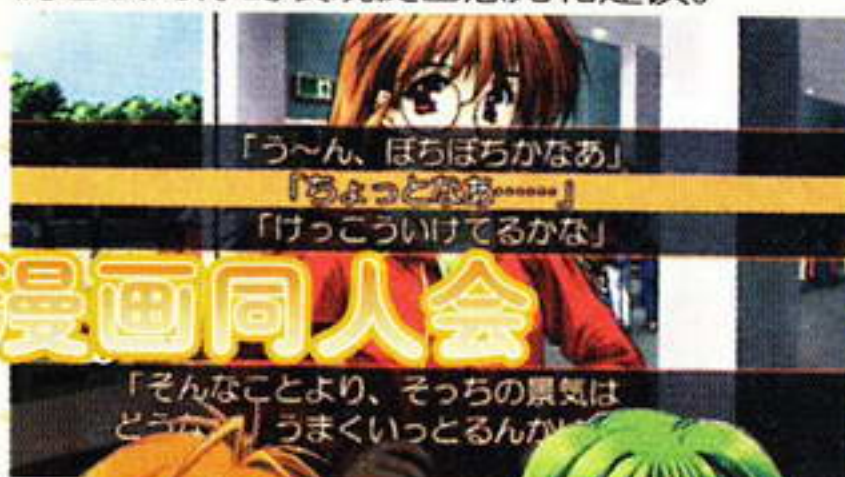 「う〜ん、ぼちぼちかなあ」
「ちょっとなあ……」
「けっこういけてるかな」
漫画同人会
「そんなことより、そっちの景気は
うまくいっとるんか